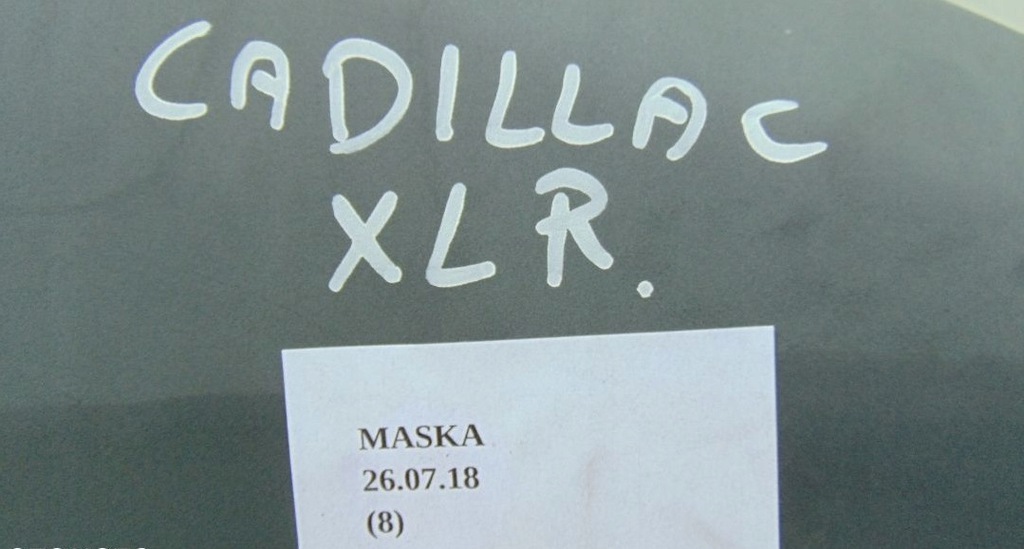 CADILLAC
XLR.
MASKA
26.07.18
(8)